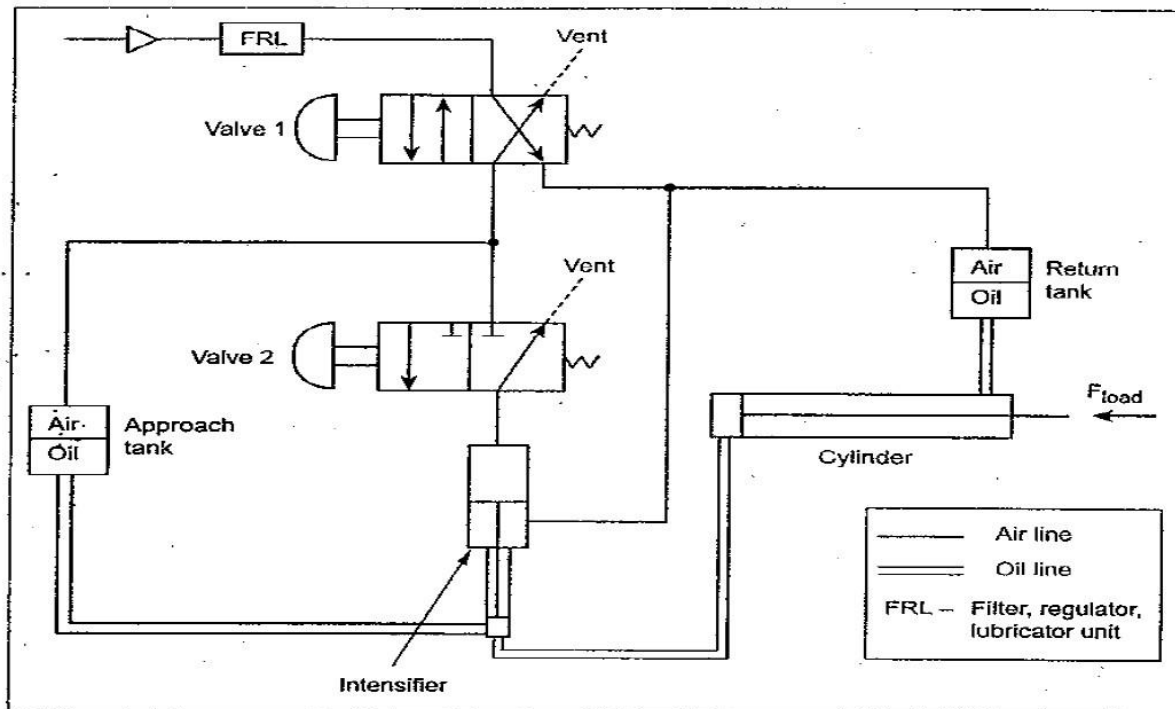 FRL
Vent
Valve 1
Vent
Air
Oil
Return
tank
Valve 2
F load
Air
Oil
Approach
tank
Cylinder
Air line
Oil line
FRL – Filter, regulator,
lubricator unit
Intensifier